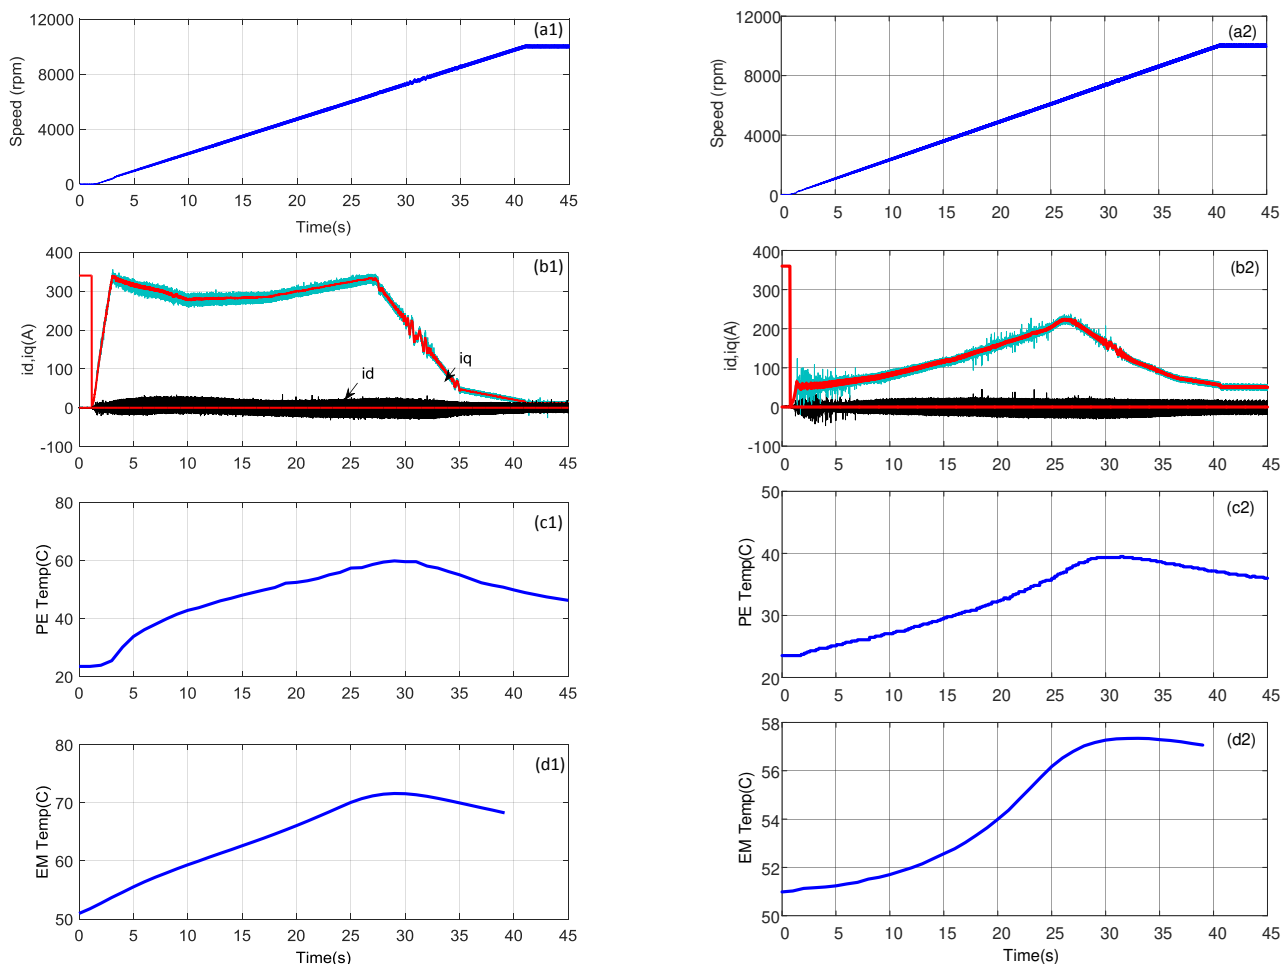 12000
8000
4000
0
Speed (rpm)
(a1)
0 5 10 15 20 25 30 35 40 45
Time(s)
400
300
200
100
0
-100
id.iq(A)
(b1)
id
iq
0 5 10 15 20 25 30 35 40 45
80
60
40
20
PE Temp(C)
(c1)
0 5 10 15 20 25 30 35 40 45
80
70
60
50
EM Temp(C)
(d1)
0 5 10 15 20 25 30 35 40 45
Time(s)
12000
8000
4000
0
Speed (rpm)
(a2)
0 5 10 15 20 25 30 35 40 45
400
300
200
100
0
-100
id.iq(A)
(b2)
0 5 10 15 20 25 30 35 40 45
50
40
30
20
PE Temp(C)
(c2)
0 5 10 15 20 25 30 35 40 45
58
56
54
52
50
EM Temp(C)
(d2)
0 5 10 15 20 25 30 35 40 45
Time(s)